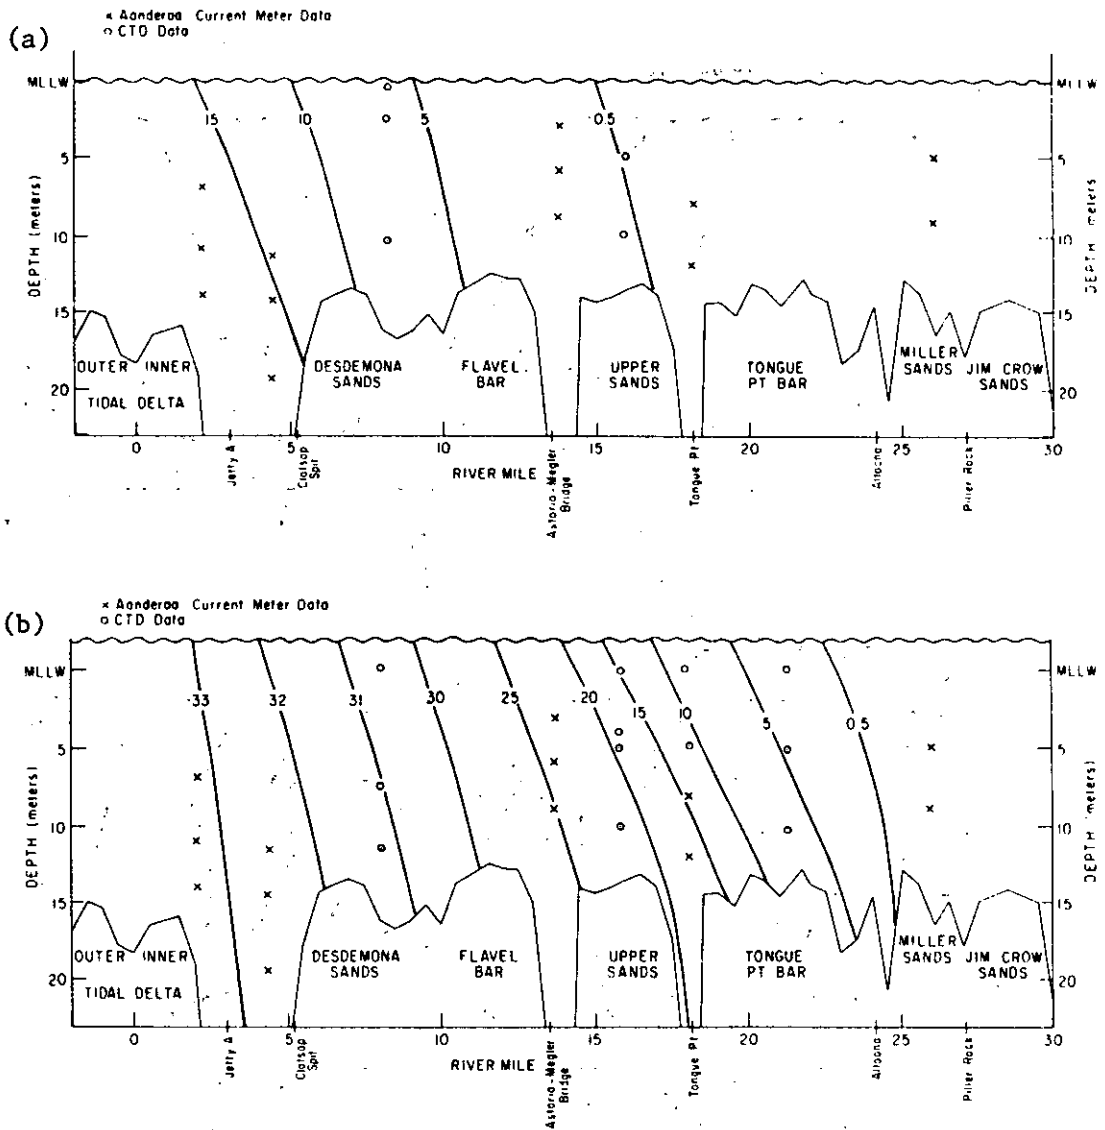 (a)
x Aanderaa Current Meter Data
o CTD Data
MLLW
MLLW
15
10
5
0.5
5
5
10
10
15
15
20
20
DEPTH (meters)
DEPTH (meters)
OUTER INNER
TIDAL DELTA
DESDEMONA
SANDS
FLAVEL
BAR
UPPER
SANDS
TONGUE
PT BAR
MILLER
SANDS
JIM CROW
SANDS
0
5
10
15
20
25
30
RIVER MILE
Jetty A
Clatsop
Spit
Astoria-Megler
Bridge
Tongue Pt
Altoona
Pillar Rock
(b)
x Aanderaa Current Meter Data
o CTD Data
MLLW
MLLW
33
32
31
30
25
20
15
10
5
0.5
5
5
10
10
15
15
20
20
DEPTH (meters)
DEPTH (meters)
OUTER INNER
TIDAL DELTA
DESDEMONA
SANDS
FLAVEL
BAR
UPPER
SANDS
TONGUE
PT BAR
MILLER
SANDS
JIM CROW
SANDS
0
5
10
15
20
25
30
RIVER MILE
Jetty A
Clatsop
Spit
Astoria-Megler
Bridge
Tongue Pt
Altoona
Pillar Rock